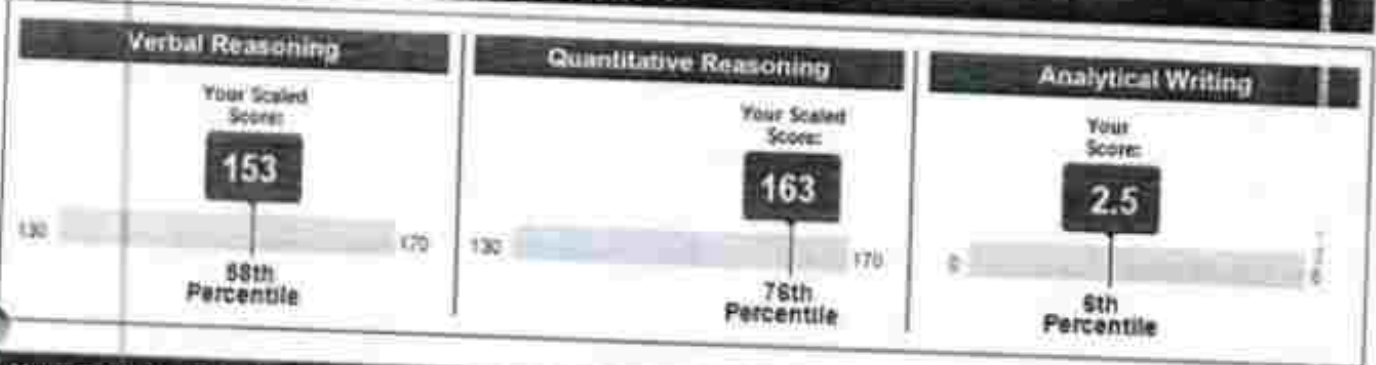 Verbal Reasoning
Your Scaled
Score:
153
130
170
Percentile
Quantitative Reasoning
Your Scaled
Score:
163
130
170
Percentile
Analytical Writing
Your
Score:
2.5
0
6
Percentile